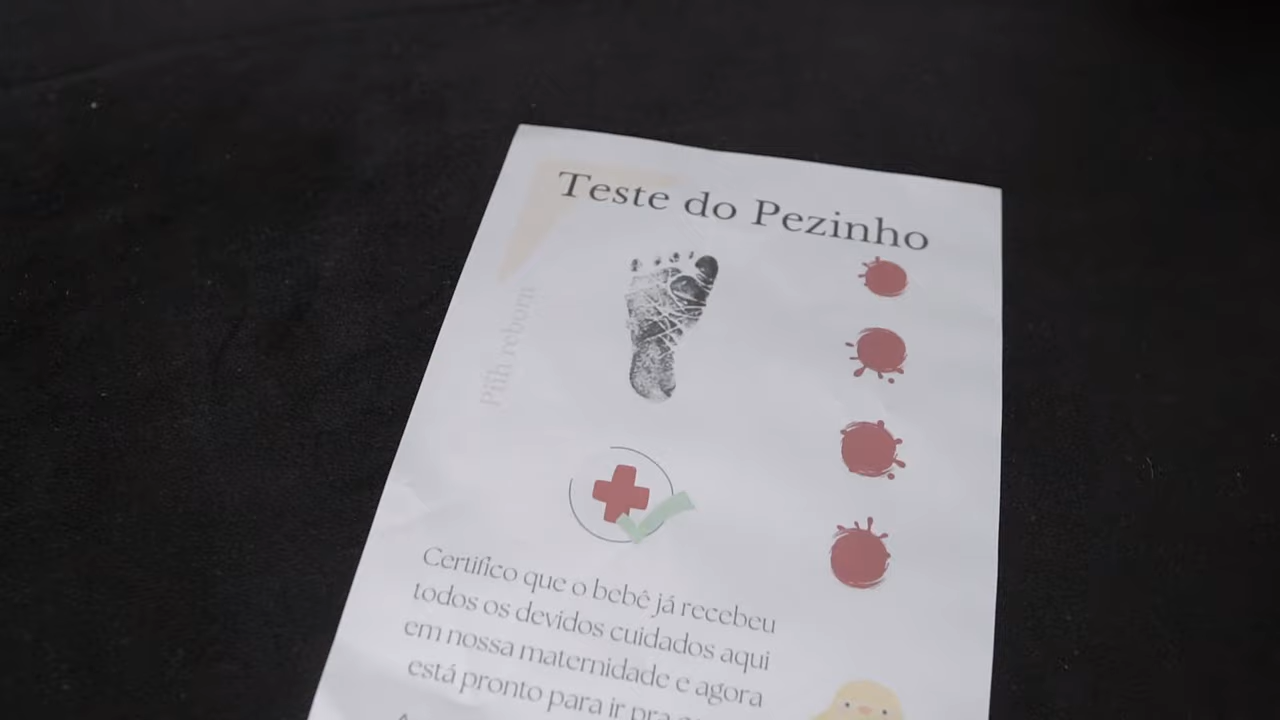 Teste do Pezinho
reborn
Certifico que o bebê já recebeu
todos os devidos cuidados aqui
em nossa maternidade e agora
está pronto para ir pra